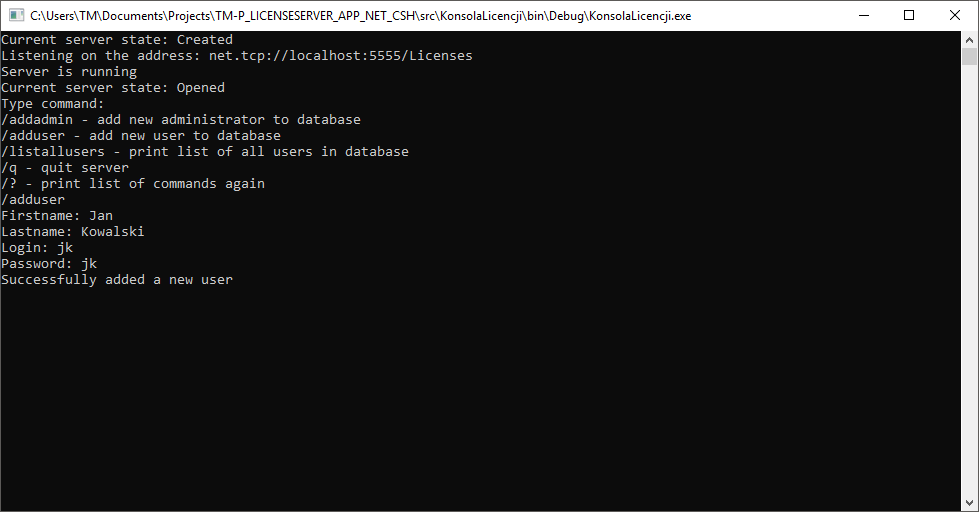 C:\Users\TM\Documents\Projects\TM-P_LICENSESERVER_APP_NET_CSH\src\KonsolaLicencji\bin\Debug\KonsolaLicencji.exe
Current server state: Created
Listening on the address: net.tcp://localhost:5555/Licenses
Server is running
Current server state: Opened
Type command:
/addadmin - add new administrator to database
/adduser - add new user to database
/listallusers - print list of all users in database
/q - quit server
/? - print list of commands again
/adduser
Firstname: Jan
Lastname: Kowalski
Login: jk
Password: jk
Successfully added a new user